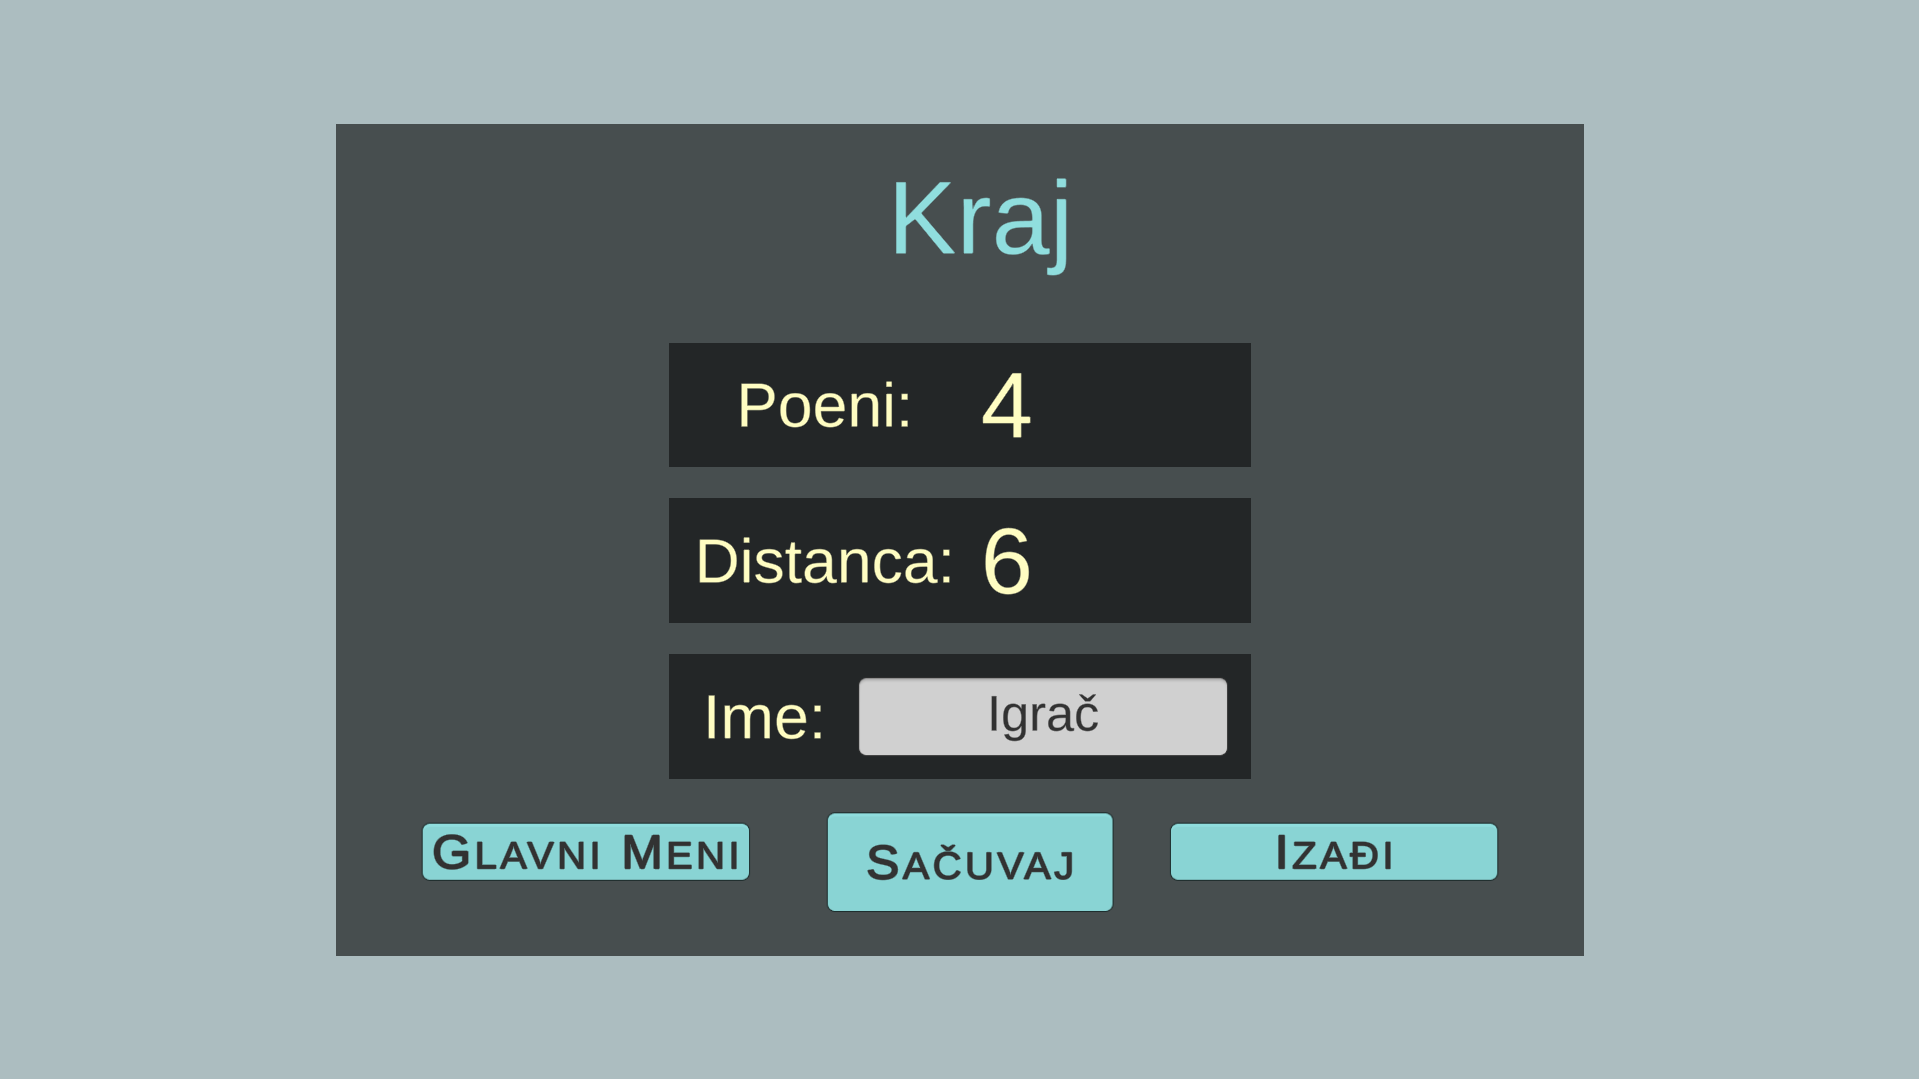 Kraj
Poeni: 4
Distanca: 6
Ime: Igrač
Glavni Meni
Sačuvaj
Izađi